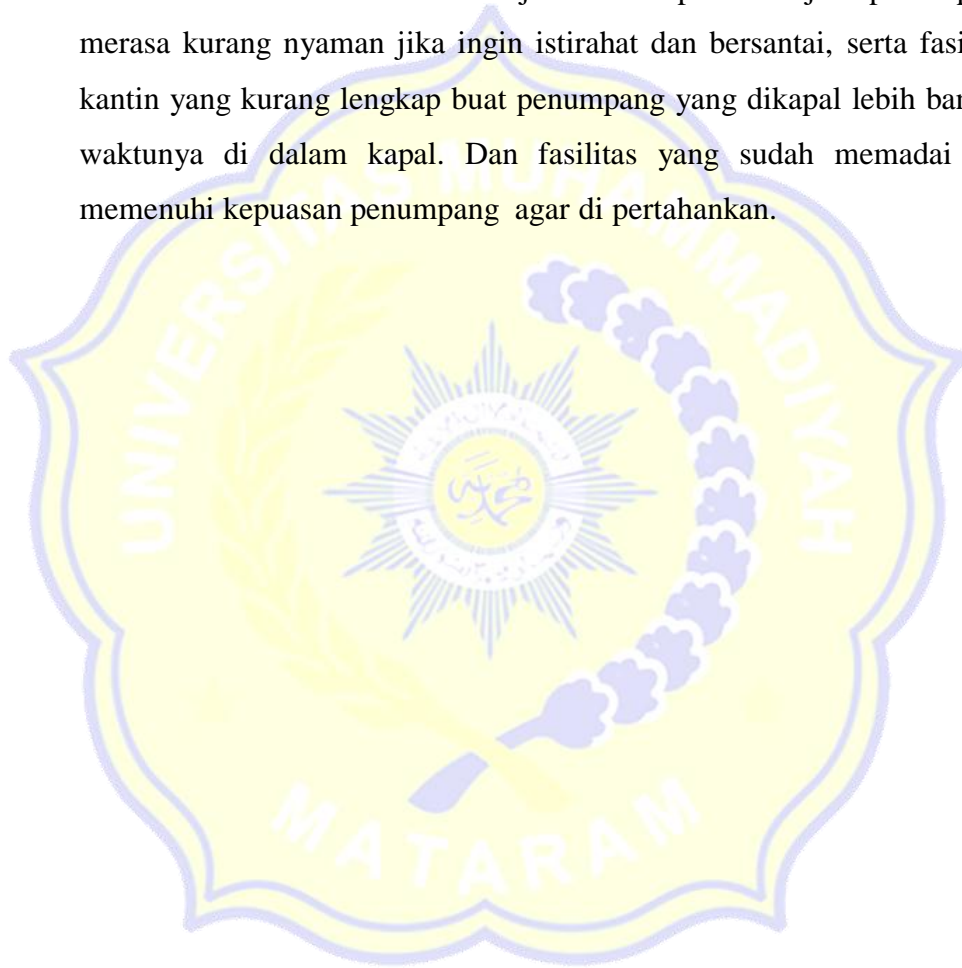 merasa kurang nyaman jika ingin istirahat dan bersantai, serta fasi
kantin yang kurang lengkap buat penumpang yang dikapal lebih ban
waktunya di dalam kapal. Dan fasilitas yang sudah memadai
memenuhi kepuasan penumpang agar di pertahankan.
UNIVERSITAS MUHAMMADIYAH
MATARAM